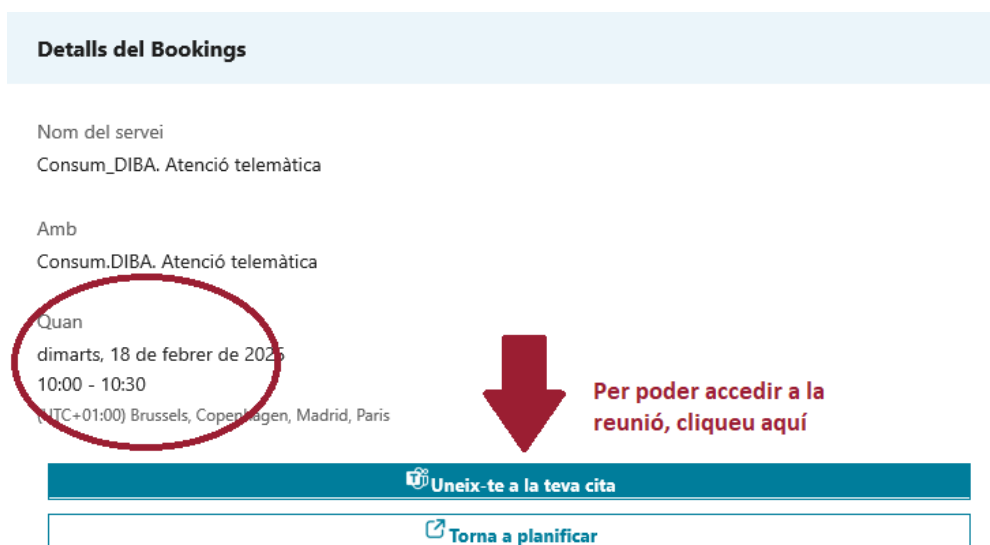 Detalls del Bookings
Nom del servei
Consum_DIBA. Atenció telemàtica
Amb
Consum.DIBA. Atenció telemàtica
Quan
dimarts, 18 de febrer de 2025
10:00 - 10:30
(UTC+01:00) Brussels, Copenhagen, Madrid, Paris
Per poder accedir a la
reunió, cliqueu aquí
Uneix-te a la teva cita
Torna a planificar